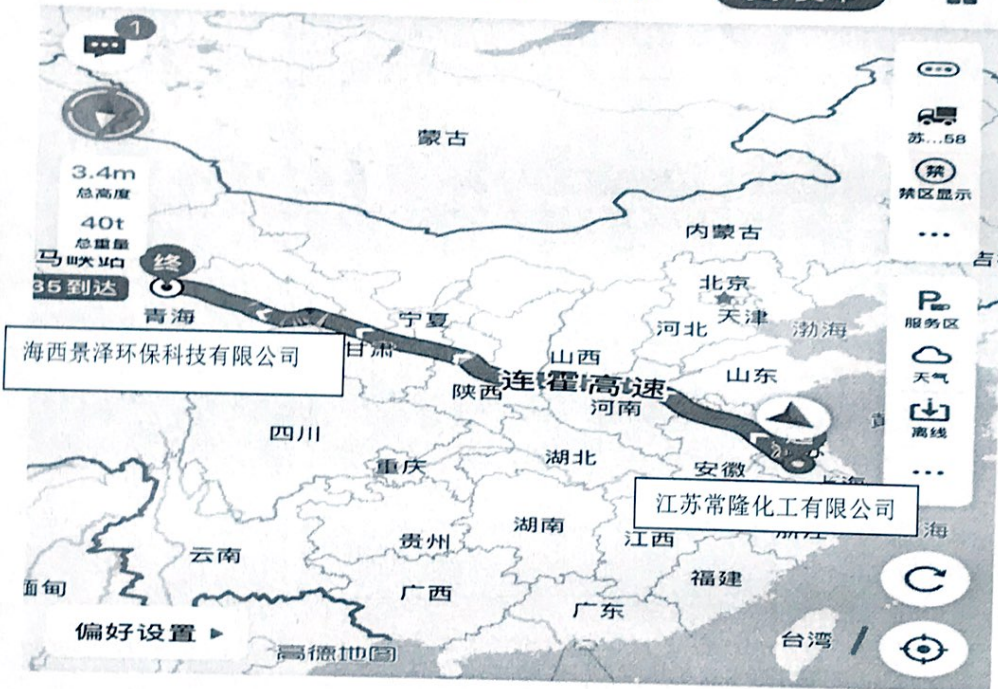 1
蒙古
苏...58
禁
禁区显示
3.4m
总高度
40t
总重量
内蒙古
马峡站
终
35到达
青海
北京
天津
河北
渤海
P
服务区
宁夏
甘肃
海西景泽环保科技有限公司
山西
连霍高速
陕西
河南
山东
天气
离线
四川
重庆
湖北
安徽
上海
江苏常隆化工有限公司
湖南
江西
浙江
海
贵州
云南
福建
缅甸
广西
广东
偏好设置
高德地图
台湾